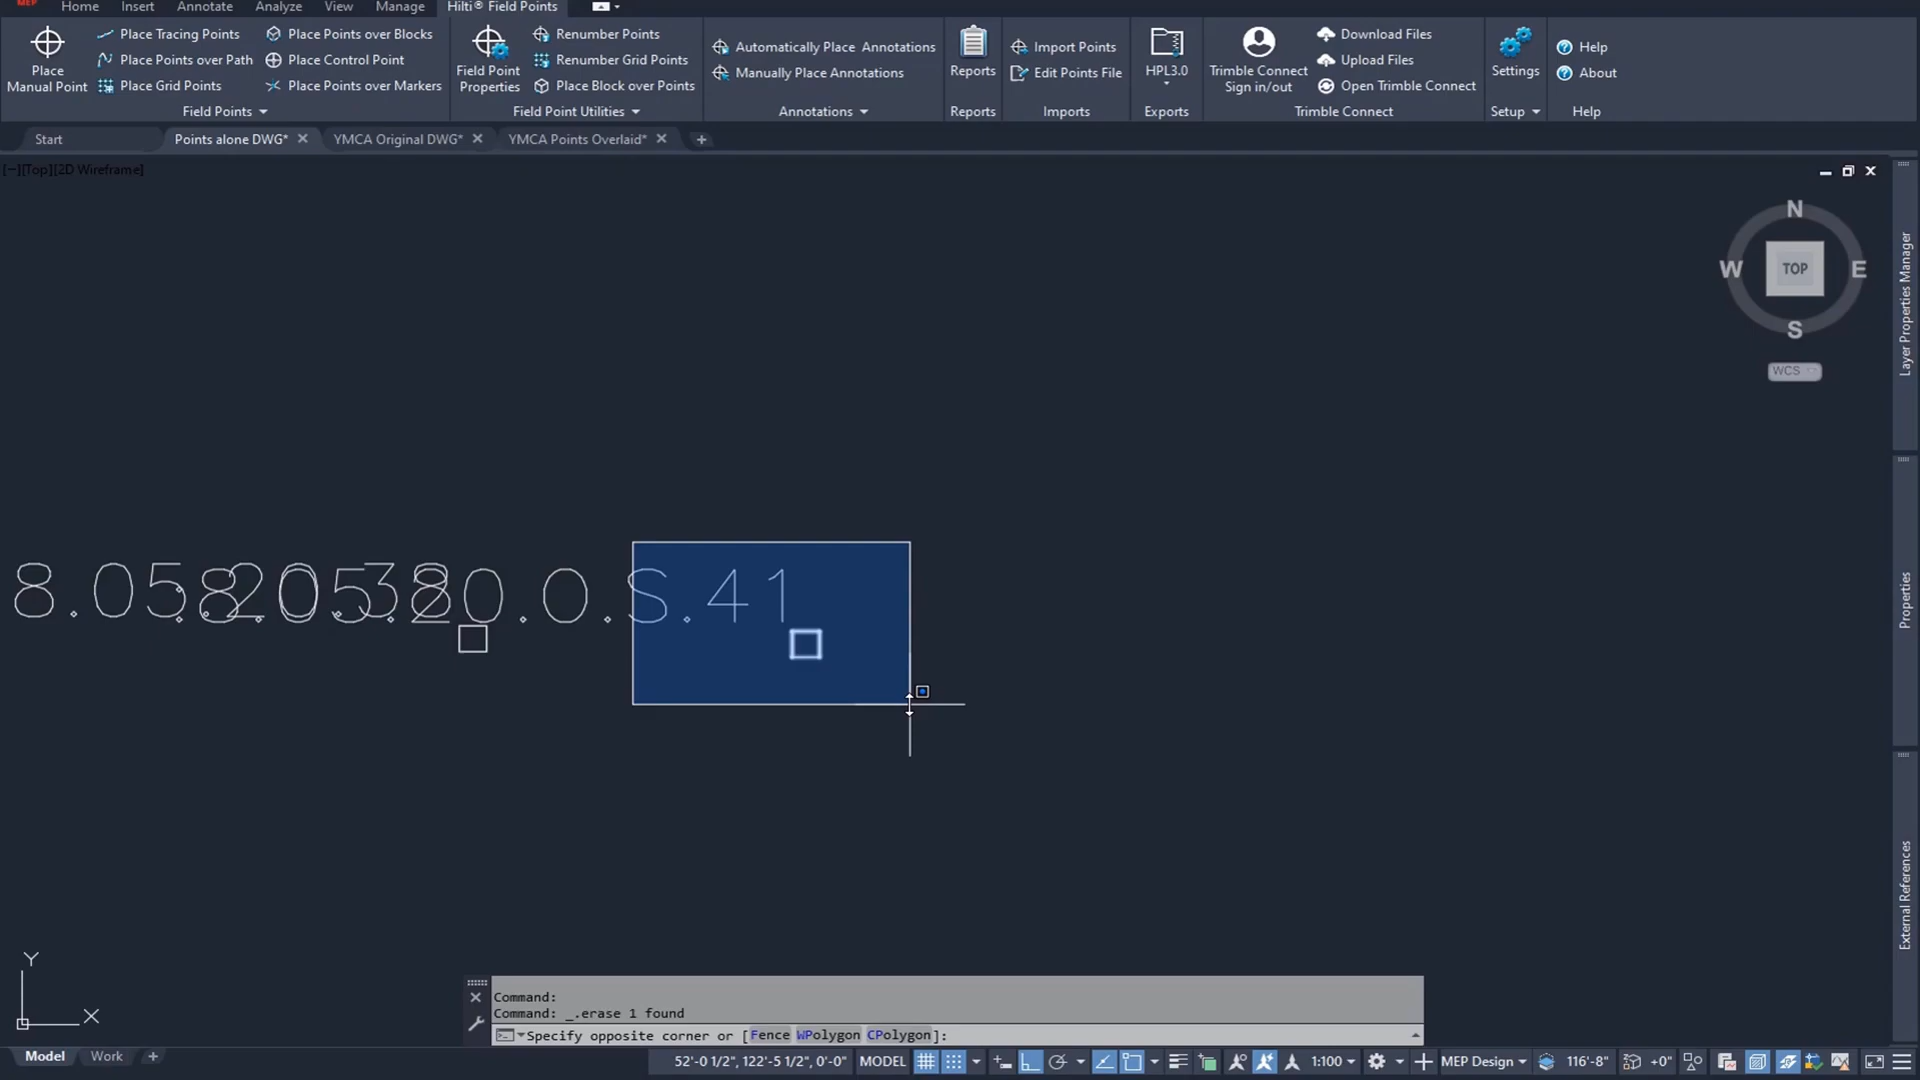 MEP
Home Insert Annotate Analyze View Manage Hilti® Field Points
Place Manual Point
Place Tracing Points
Place Points over Path
Place Grid Points
Place Points over Blocks
Place Control Point
Place Points over Markers
Field Points
Field Point Properties
Renumber Points
Renumber Grid Points
Place Block over Points
Field Point Utilities
Automatically Place Annotations
Manually Place Annotations
Annotations
Reports
Reports
Import Points
Edit Points File
Imports
HPL3.0
Exports
Trimble Connect Sign in/out
Download Files
Upload Files
Open Trimble Connect
Trimble Connect
Settings
Setup
Help
About
Help
Start Points alone DWG* YMCA Original DWG* YMCA Points Overlaid* +
[−][Top][2D Wireframe]
N
W TOP E
S
WCS
Layer Properties Manager
Properties
External References
.O.S.41
Y
X
Command:
Command: _.erase 1 found
Specify opposite corner or [Fence WPolygon CPolygon]:
Model Work + 52'-0 1/2", 122'-5 1/2", 0'-0" MODEL 1:100 MEP Design 116'-8" +0"